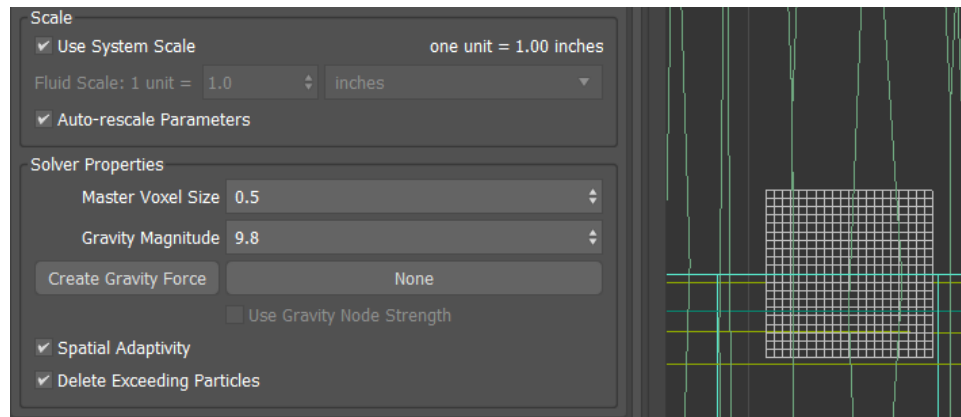 Scale
Use System Scale one unit = 1.00 inches
Fluid Scale: 1 unit = 1.0 inches
Auto-rescale Parameters
Solver Properties
Master Voxel Size 0.5
Gravity Magnitude 9.8
Create Gravity Force None
Use Gravity Node Strength
Spatial Adaptivity
Delete Exceeding Particles